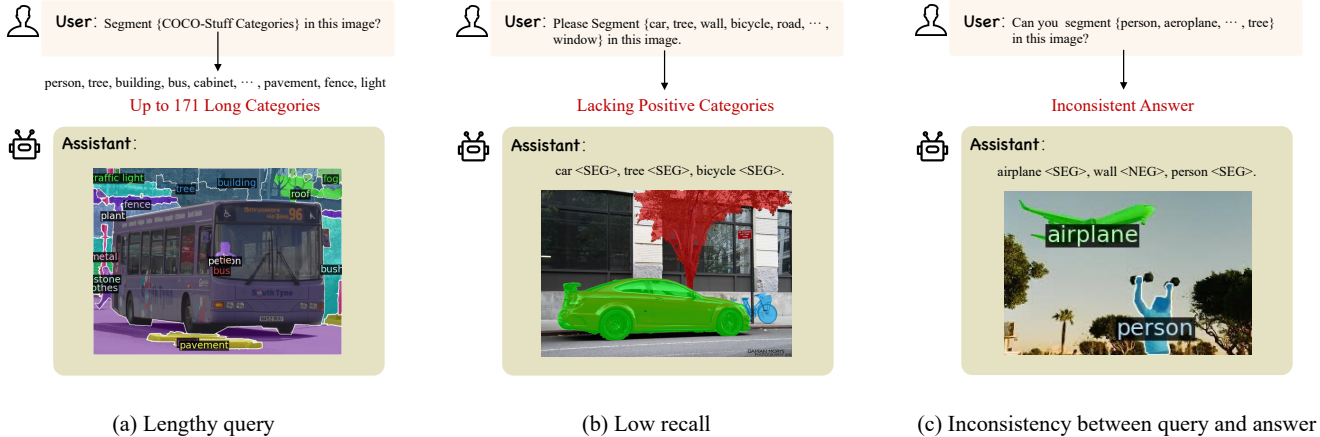 User: Segment {COCO-Stuff Categories} in this image?
person, tree, building, bus, cabinet, ··· , pavement, fence, light
Up to 171 Long Categories
Assistant:
traffic light
tree
building
fog
roof
fence
plant
96
metal
person
bus
bush
stone
clothes
South Tyne
pavement
(a) Lengthy query
User: Please Segment {car, tree, wall, bicycle, road, ··· ,
window} in this image.
Lacking Positive Categories
Assistant:
car <SEG>, tree <SEG>, bicycle <SEG>.
(b) Low recall
User: Can you segment {person, aeroplane, ··· , tree}
in this image?
Inconsistent Answer
Assistant:
airplane <SEG>, wall <NEG>, person <SEG>.
airplane
person
(c) Inconsistency between query and answer